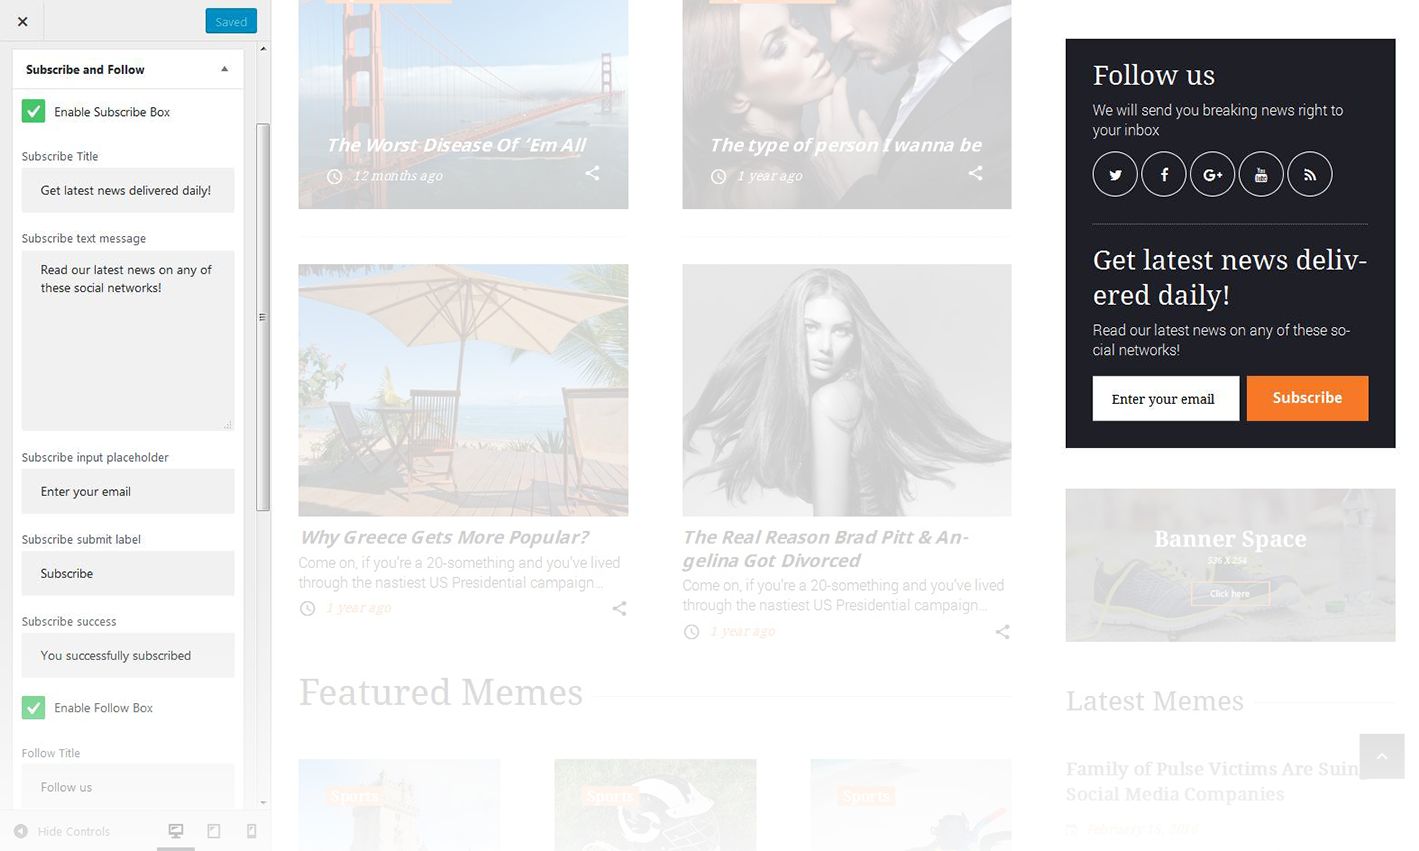 Saved
Subscribe and Follow
Enable Subscribe Box
Subscribe Title
Get latest news delivered daily!
Subscribe text message
Read our latest news on any of
these social networks!
Subscribe input placeholder
Enter your email
Subscribe submit label
Subscribe
Subscribe success
You successfully subscribed
Enable Follow Box
Follow Title
Follow us
Hide Controls
The Worst Disease Of ‘Em All
12 months ago
The type of person I wanna be
1 year ago
Why Greece Gets More Popular?
Come on, if you're a 20-something and you've lived
through the nastiest US Presidential campaign...
1 year ago
The Real Reason Brad Pitt & An-
gelina Got Divorced
Come on, if you're a 20-something and you've lived
through the nastiest US Presidential campaign...
1 year ago
Featured Memes
Sports
Sports
Sports
Follow us
We will send you breaking news right to
your inbox
G+
You
Tube
Get latest news deliv-
ered daily!
Read our latest news on any of these so-
cial networks!
Enter your email
Subscribe
Banner Space
536 X 254
Click here
Latest Memes
Family of Pulse Victims Are Suin
Social Media Companies